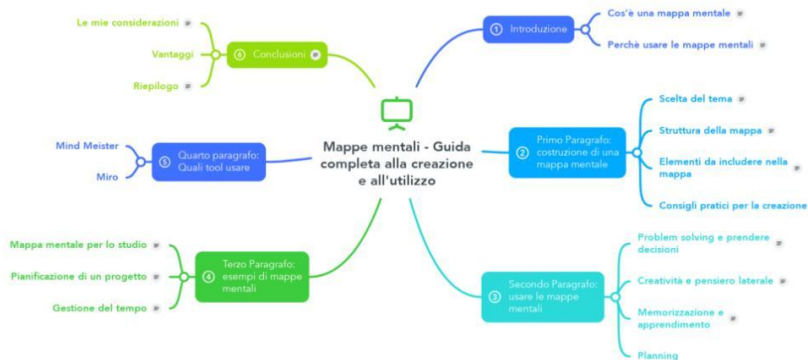 Mappe mentali - Guida
completa alla creazione
e all'utilizzo
1 Introduzione
Cos'è una mappa mentale
Perchè usare le mappe mentali
2 Primo Paragrafo:
costruzione di una
mappa mentale
Scelta del tema
Struttura della mappa
Elementi da includere nella
mappa
Consigli pratici per la creazione
3 Secondo Paragrafo:
usare le mappe
mentali
Problem solving e prendere
decisioni
Creatività e pensiero laterale
Memorizzazione e
apprendimento
Planning
4 Terzo Paragrafo:
esempi di mappe
mentali
Mappa mentale per lo studio
Pianificazione di un progetto
Gestione del tempo
5 Quarto paragrafo:
Quali tool usare
Mind Meister
Miro
6 Conclusioni
Le mie considerazioni
Vantaggi
Riepilogo